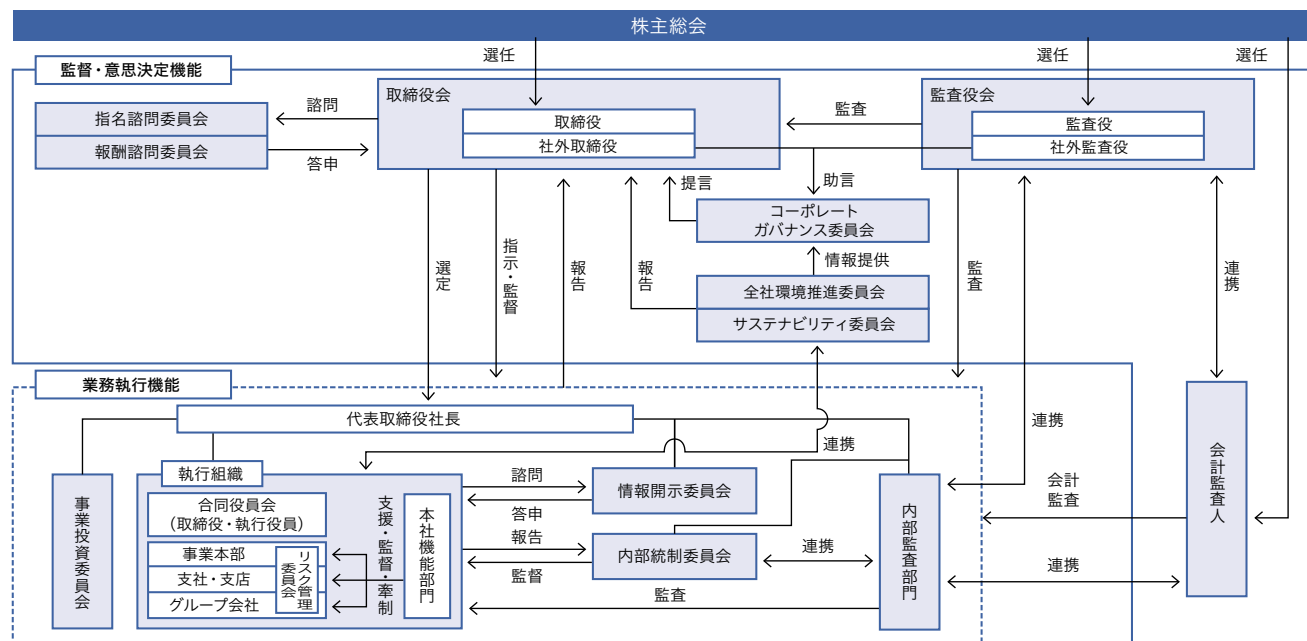 株主総会
選任
選任
選任
監督・意思決定機能
取締役会
監査役会
指名諮問委員会
報酬諮問委員会
諮問
答申
取締役
社外取締役
監査
監査役
社外監査役
提言
助言
コーポレート
ガバナンス委員会
選定
指示・監督
報告
報告
情報提供
監査
連携
全社環境推進委員会
サステナビリティ委員会
業務執行機能
代表取締役社長
連携
連携
執行組織
事業投資委員会
合同役員会
(取締役・執行役員)
事業本部
支社・支店
グループ会社
リスク管理
委員会
支援・監督・牽制
本社機能部門
諮問
答申
報告
監督
情報開示委員会
内部統制委員会
連携
監査
内部監査部門
会計
監査
連携
会計監査人